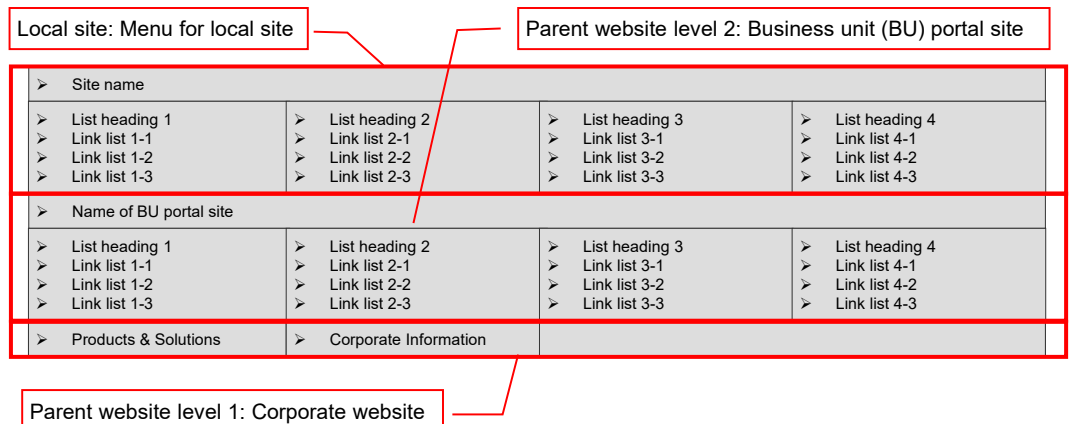 Local site: Menu for local site
Parent website level 2: Business unit (BU) portal site
➢ Site name
➢ List heading 1 ➢ List heading 2 ➢ List heading 3 ➢ List heading 4
➢ Link list 1-1 ➢ Link list 2-1 ➢ Link list 3-1 ➢ Link list 4-1
➢ Link list 1-2 ➢ Link list 2-2 ➢ Link list 3-2 ➢ Link list 4-2
➢ Link list 1-3 ➢ Link list 2-3 ➢ Link list 3-3 ➢ Link list 4-3
➢ Name of BU portal site
➢ List heading 1 ➢ List heading 2 ➢ List heading 3 ➢ List heading 4
➢ Link list 1-1 ➢ Link list 2-1 ➢ Link list 3-1 ➢ Link list 4-1
➢ Link list 1-2 ➢ Link list 2-2 ➢ Link list 3-2 ➢ Link list 4-2
➢ Link list 1-3 ➢ Link list 2-3 ➢ Link list 3-3 ➢ Link list 4-3
➢ Products & Solutions ➢ Corporate Information
Parent website level 1: Corporate website